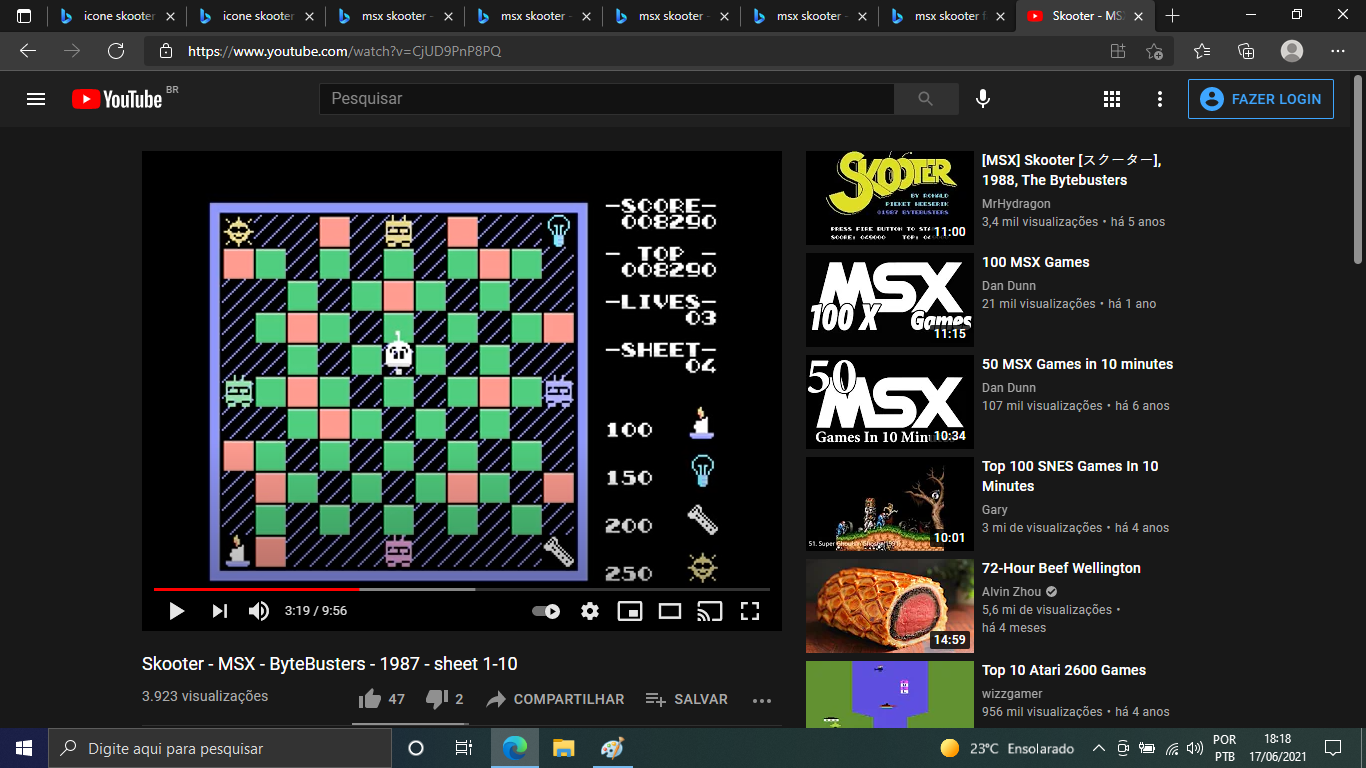 icone skooter
icone skooter
msx skooter -
msx skooter -
msx skooter -
msx skooter -
msx skooter f
Skooter - MS
https://www.youtube.com/watch?v=CjUD9PnP8PQ
YouTube BR
Pesquisar
FAZER LOGIN
-SCORE-
008290
- TOP -
008290
-LIVES-
03
-SHEET-
04
100
150
200
250
3:19 / 9:56
Skooter - MSX - ByteBusters - 1987 - sheet 1-10
3.923 visualizações
47
2
COMPARTILHAR
SALVAR
SKOOTER
BY RONALD
©1987 BYTEBUSTERS
PRESS FIRE BUTTON TO STA
SCORE: 069000 TOP: 0
11:00
[MSX] Skooter [スクーター],
1988, The Bytebusters
MrHydragon
3,4 mil visualizações • há 5 anos
MSX
100 X Games
11:15
100 MSX Games
Dan Dunn
21 mil visualizações • há 1 ano
50
MSX
Games In 10 Minu
10:34
50 MSX Games in 10 minutes
Dan Dunn
107 mil visualizações • há 6 anos
10:01
Top 100 SNES Games In 10
Minutes
Gary
3 mi de visualizações • há 4 anos
14:59
72-Hour Beef Wellington
Alvin Zhou
5,6 mi de visualizações •
há 4 meses
Top 10 Atari 2600 Games
wizzgamer
956 mil visualizações • há 4 anos
Digite aqui para pesquisar
23°C Ensolarado
POR
PTB
18:18
17/06/2021